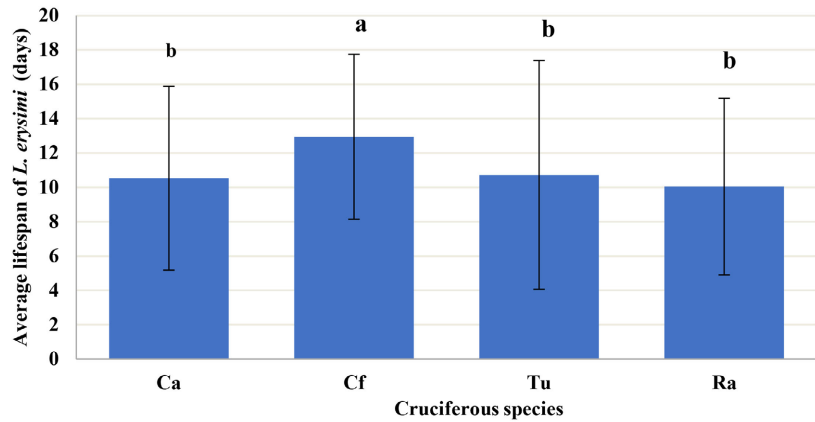 Average lifespan of L. erysimi (days)
20
18
16
14
12
10
8
6
4
2
0
b
a
b
b
Ca
Cf
Tu
Ra
Cruciferous species